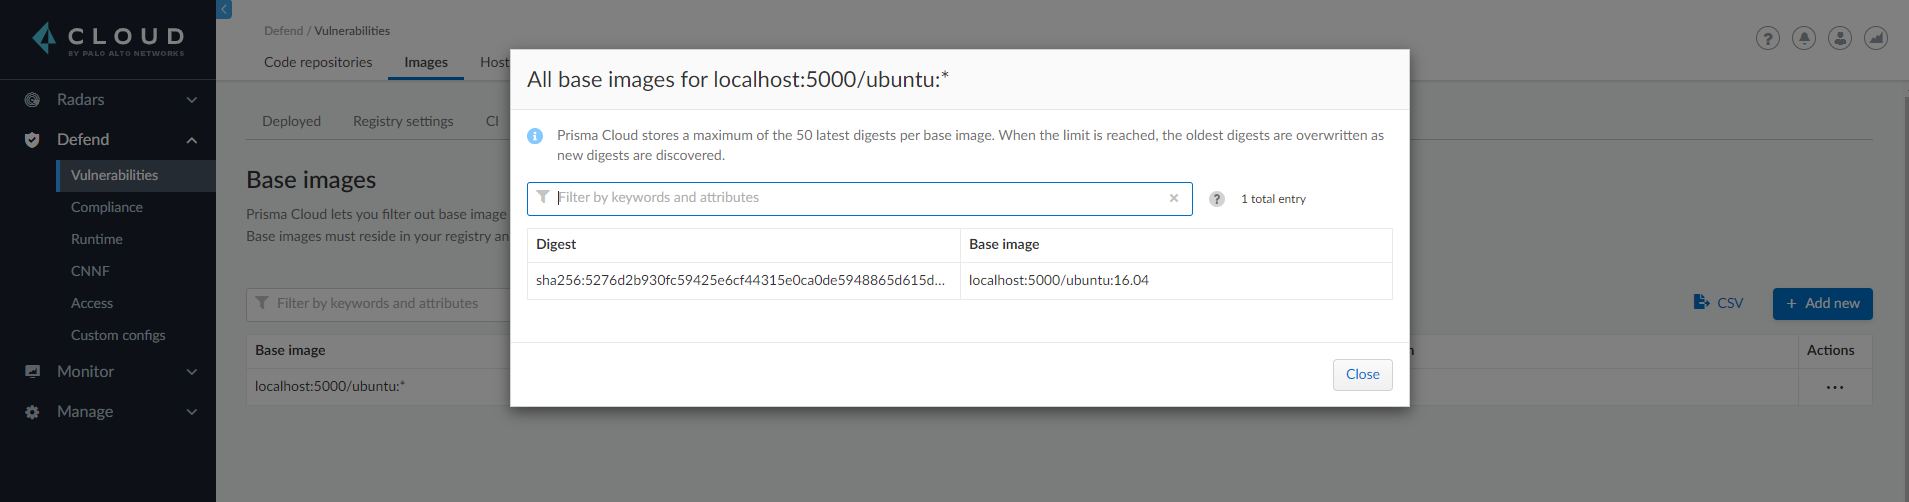 CLOUD
BY PALO ALTO NETWORKS
Radars
Defend
Vulnerabilities
Compliance
Runtime
CNNF
Access
Custom configs
Monitor
Manage
Defend / Vulnerabilities
Code repositories Images Host
Deployed Registry settings CI
Base images
Prisma Cloud lets you filter out base image
Base images must reside in your registry an
Filter by keywords and attributes
CSV
+ Add new
Base image
Actions
localhost:5000/ubuntu:*
All base images for localhost:5000/ubuntu:*
Prisma Cloud stores a maximum of the 50 latest digests per base image. When the limit is reached, the oldest digests are overwritten as
new digests are discovered.
Filter by keywords and attributes
? 1 total entry
Digest Base image
sha256:5276d2b930fc59425e6cf44315e0ca0de5948865d615d... localhost:5000/ubuntu:16.04
Close